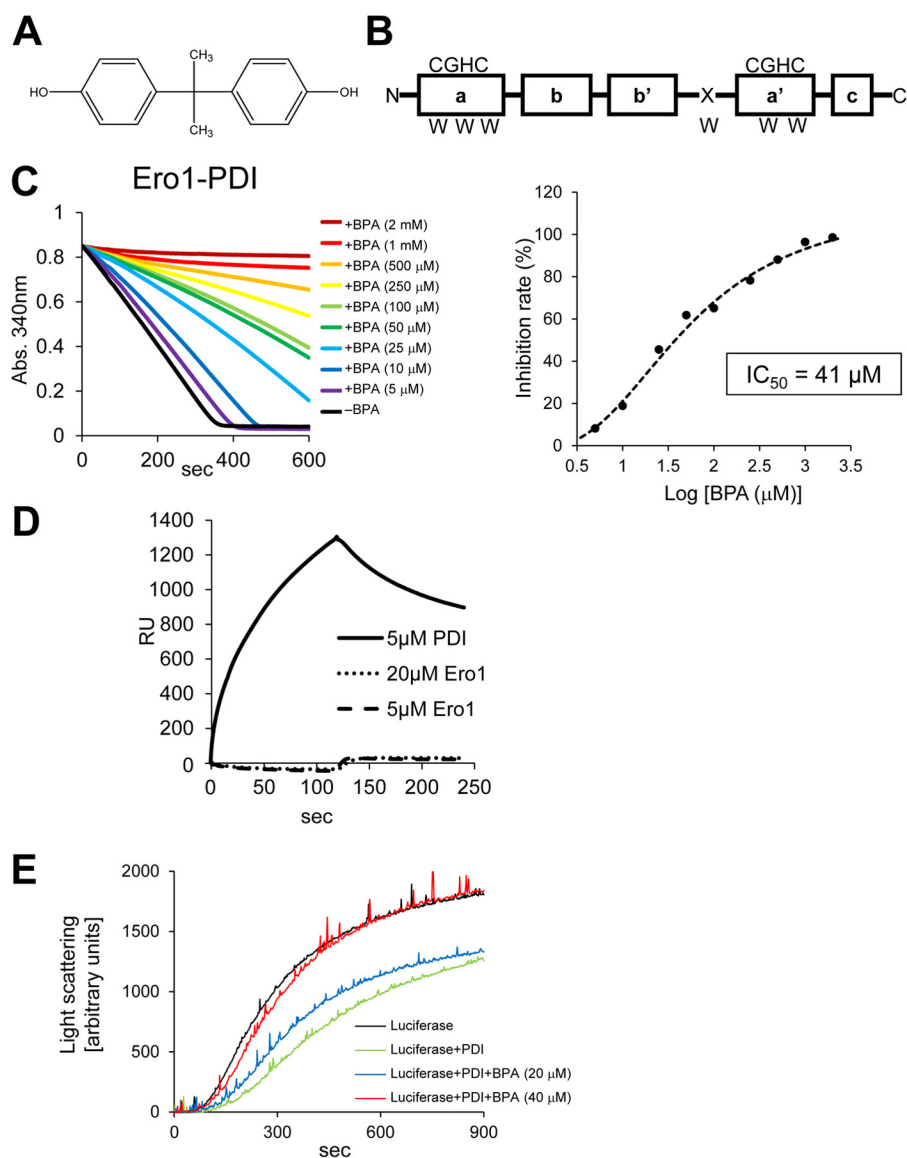 A
CH₃
HO
OH
CH₃
B
CGHC CGHC
N a b b’ X a’ c C
W W W W W W
C
Ero1-PDI
Abs. 340nm
1
0.8
0.6
0.4
0.2
0
0 200 400 600
sec
+BPA (2 mM)
+BPA (1 mM)
+BPA (500 μM)
+BPA (250 μM)
+BPA (100 μM)
+BPA (50 μM)
+BPA (25 μM)
+BPA (10 μM)
+BPA (5 μM)
–BPA
Inhibition rate (%)
120
100
80
60
40
20
0
0.5 1 1.5 2 2.5 3 3.5
Log [BPA (μM)]
IC₅₀ = 41 μM
D
RU
1400
1200
1000
800
600
400
200
0
0 50 100 150 200 250
sec
5μM PDI
20μM Ero1
5μM Ero1
E
Light scattering
[arbitrary units]
2000
1500
1000
500
0
0 300 600 900
sec
Luciferase
Luciferase+PDI
Luciferase+PDI+BPA (20 μM)
Luciferase+PDI+BPA (40 μM)